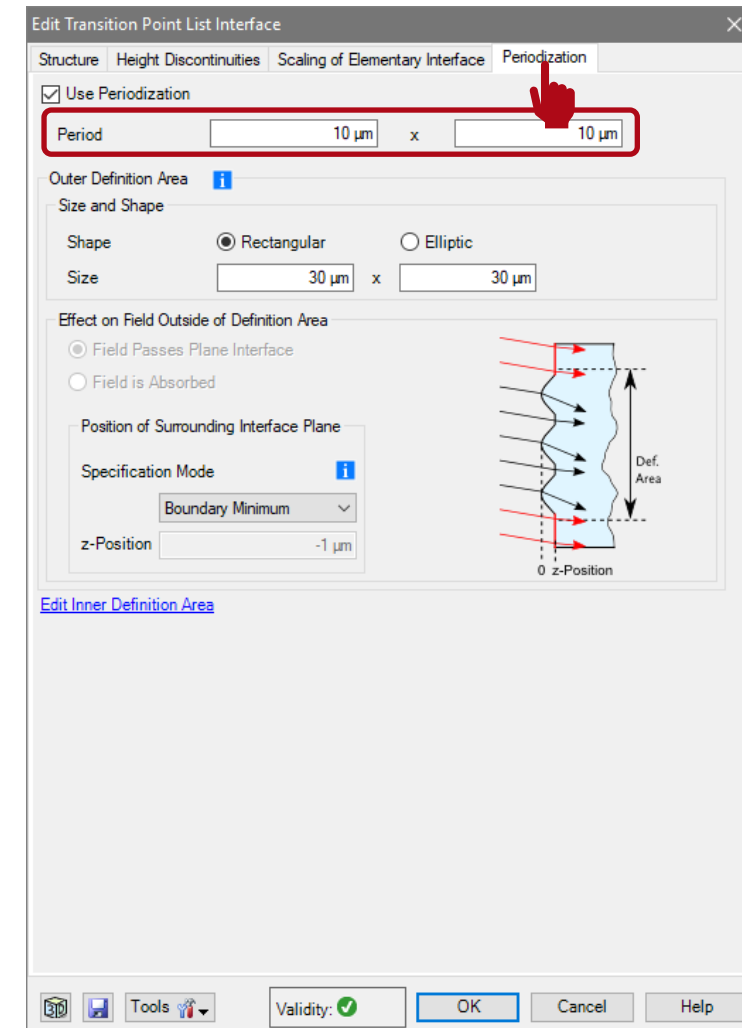 Edit Transition Point List Interface
Structure Height Discontinuities Scaling of Elementary Interface Periodization
Use Periodization
Period 10 µm x 10 µm
Outer Definition Area i
Size and Shape
Shape Rectangular Elliptic
Size 30 µm x 30 µm
Effect on Field Outside of Definition Area
Field Passes Plane Interface
Field is Absorbed
Position of Surrounding Interface Plane
Specification Mode i
Boundary Minimum
z-Position -1 µm
Def.
Area
0 z-Position
Edit Inner Definition Area
3D Tools Validity: OK Cancel Help